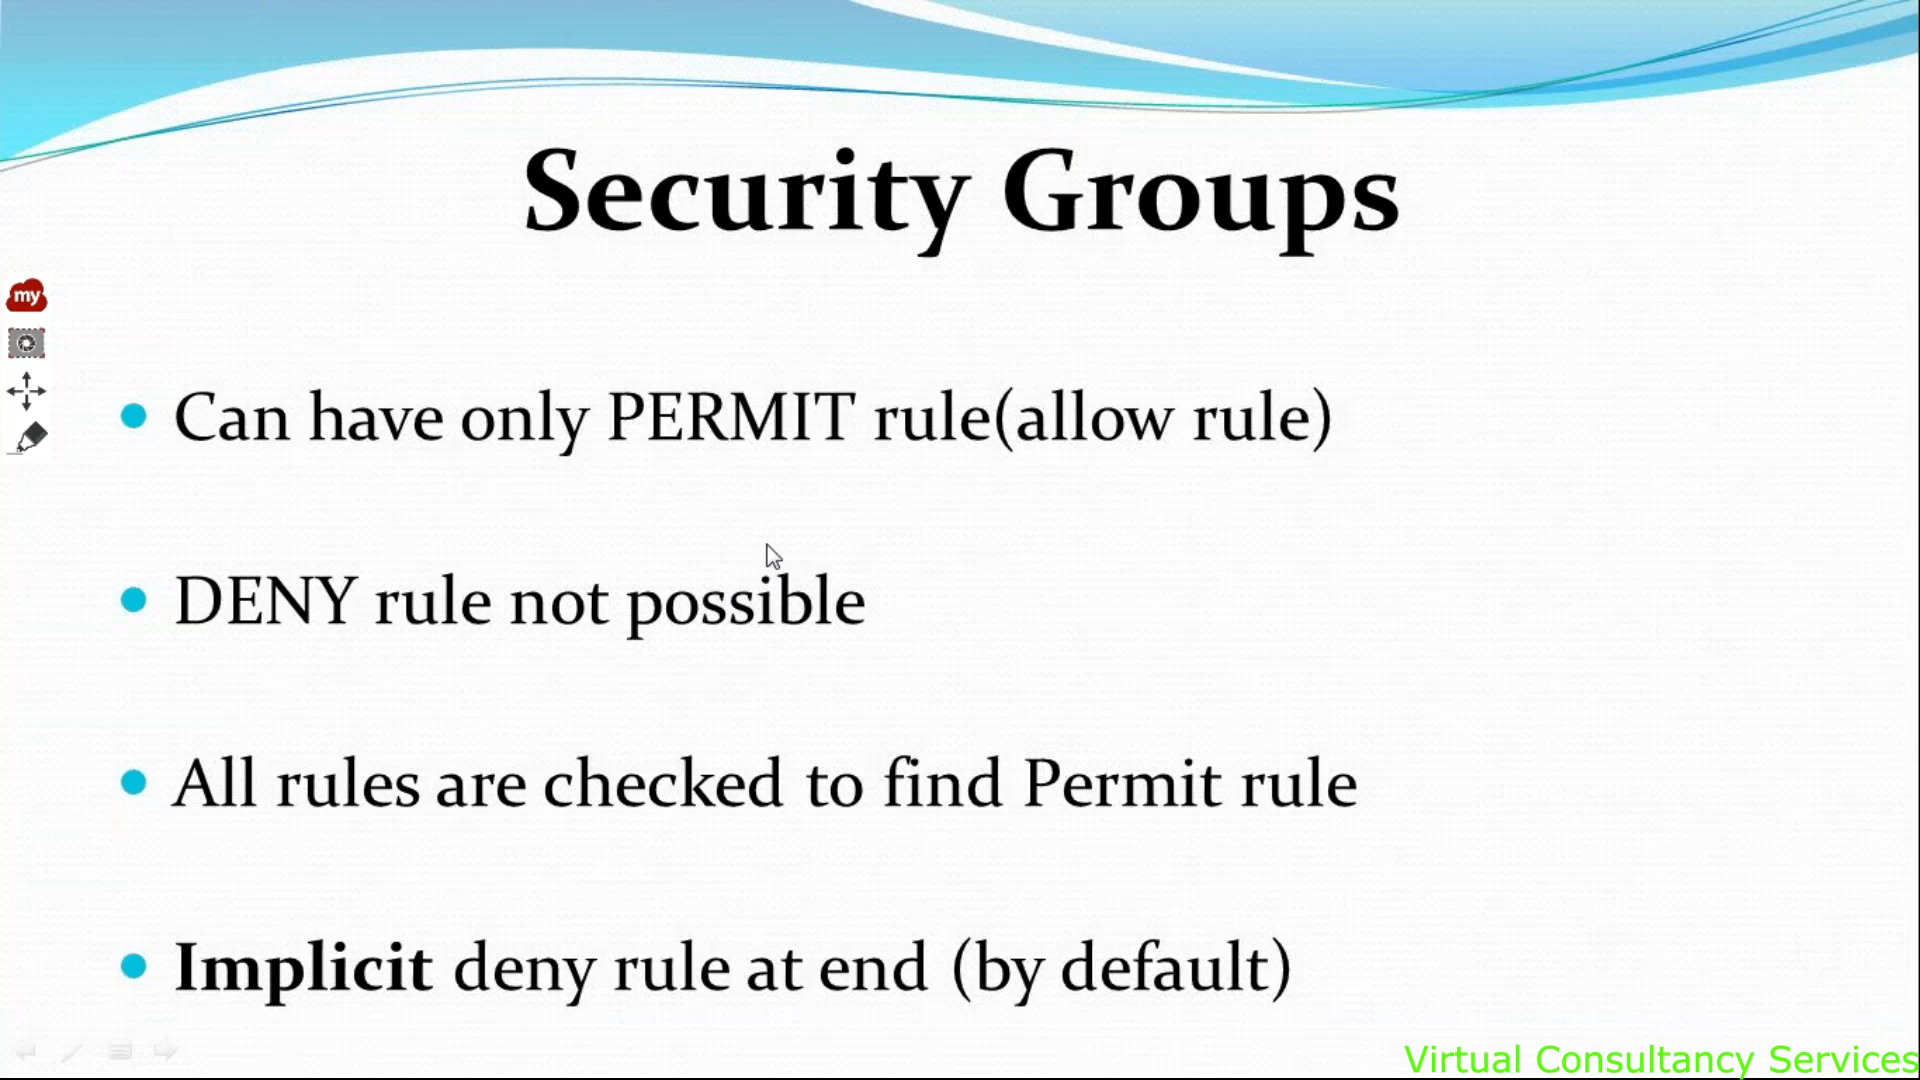 Security Groups
my
Can have only PERMIT rule(allow rule)
DENY rule not possible
All rules are checked to find Permit rule
Implicit deny rule at end (by default)
Virtual Consultancy Services